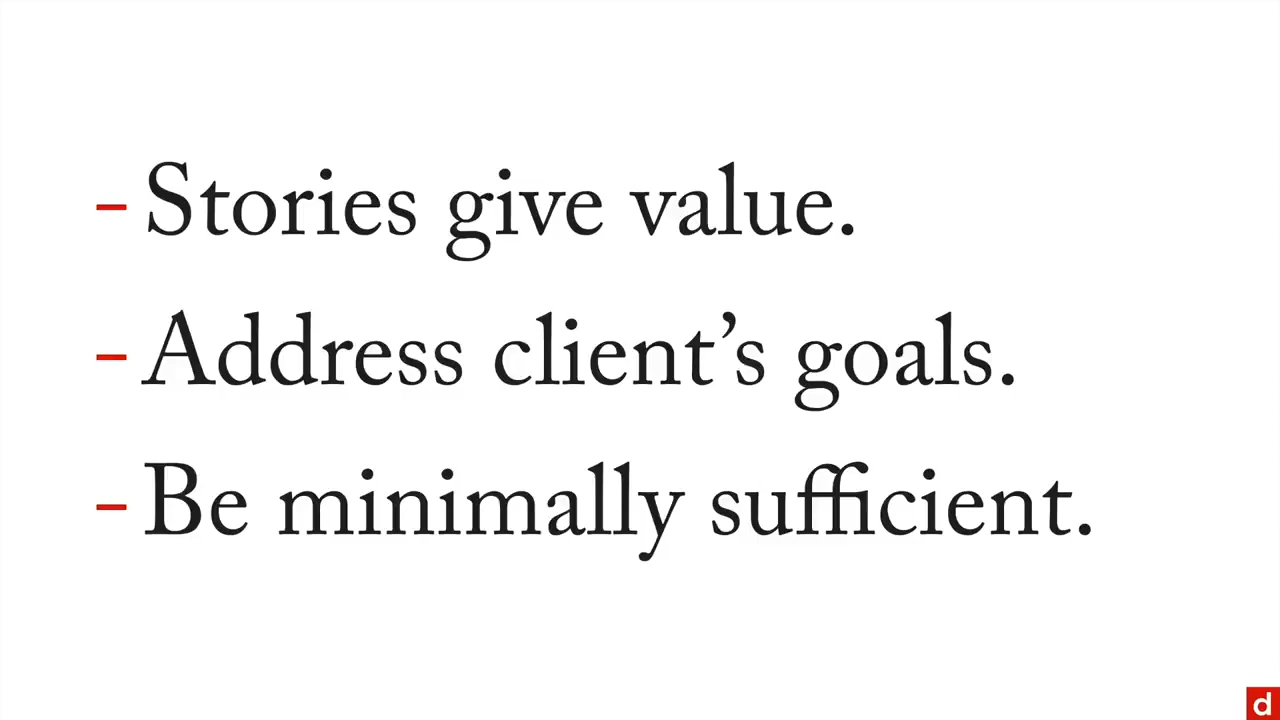 – Stories give value.
– Address client’s goals.
– Be minimally sufficient.
d